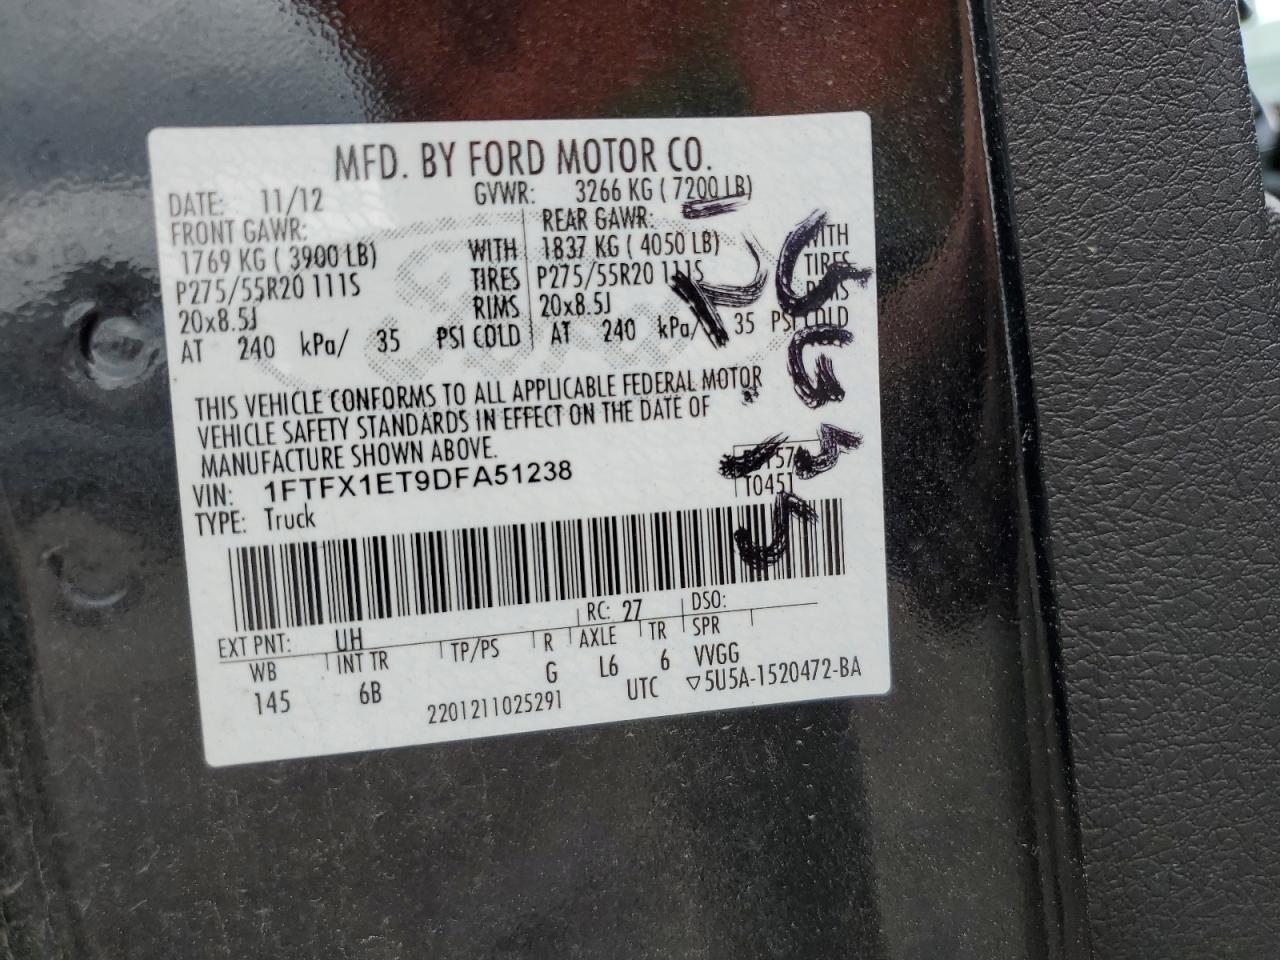 MFD. BY FORD MOTOR CO.
DATE: 11/12 GVWR: 3266 KG ( 7200 LB)
FRONT GAWR: REAR GAWR:
1769 KG ( 3900 LB) WITH 1837 KG ( 4050 LB) WITH
P275/55R20 111S TIRES P275/55R20 111S TIRES
20x8.5J RIMS 20x8.5J RIMS
AT 240 kPa/ 35 PSI COLD AT 240 kPa/ 35 PSI COLD
THIS VEHICLE CONFORMS TO ALL APPLICABLE FEDERAL MOTOR
VEHICLE SAFETY STANDARDS IN EFFECT ON THE DATE OF
MANUFACTURE SHOWN ABOVE.
VIN: 1FTFX1ET9DFA51238
TYPE: Truck T0451
RC: 27 DSO:
EXT PNT: UH
WB INT TR TP/PS R AXLE TR SPR
145 6B G L6 6 VVGG
2201211025291 UTC ▽5U5A-1520472-BA